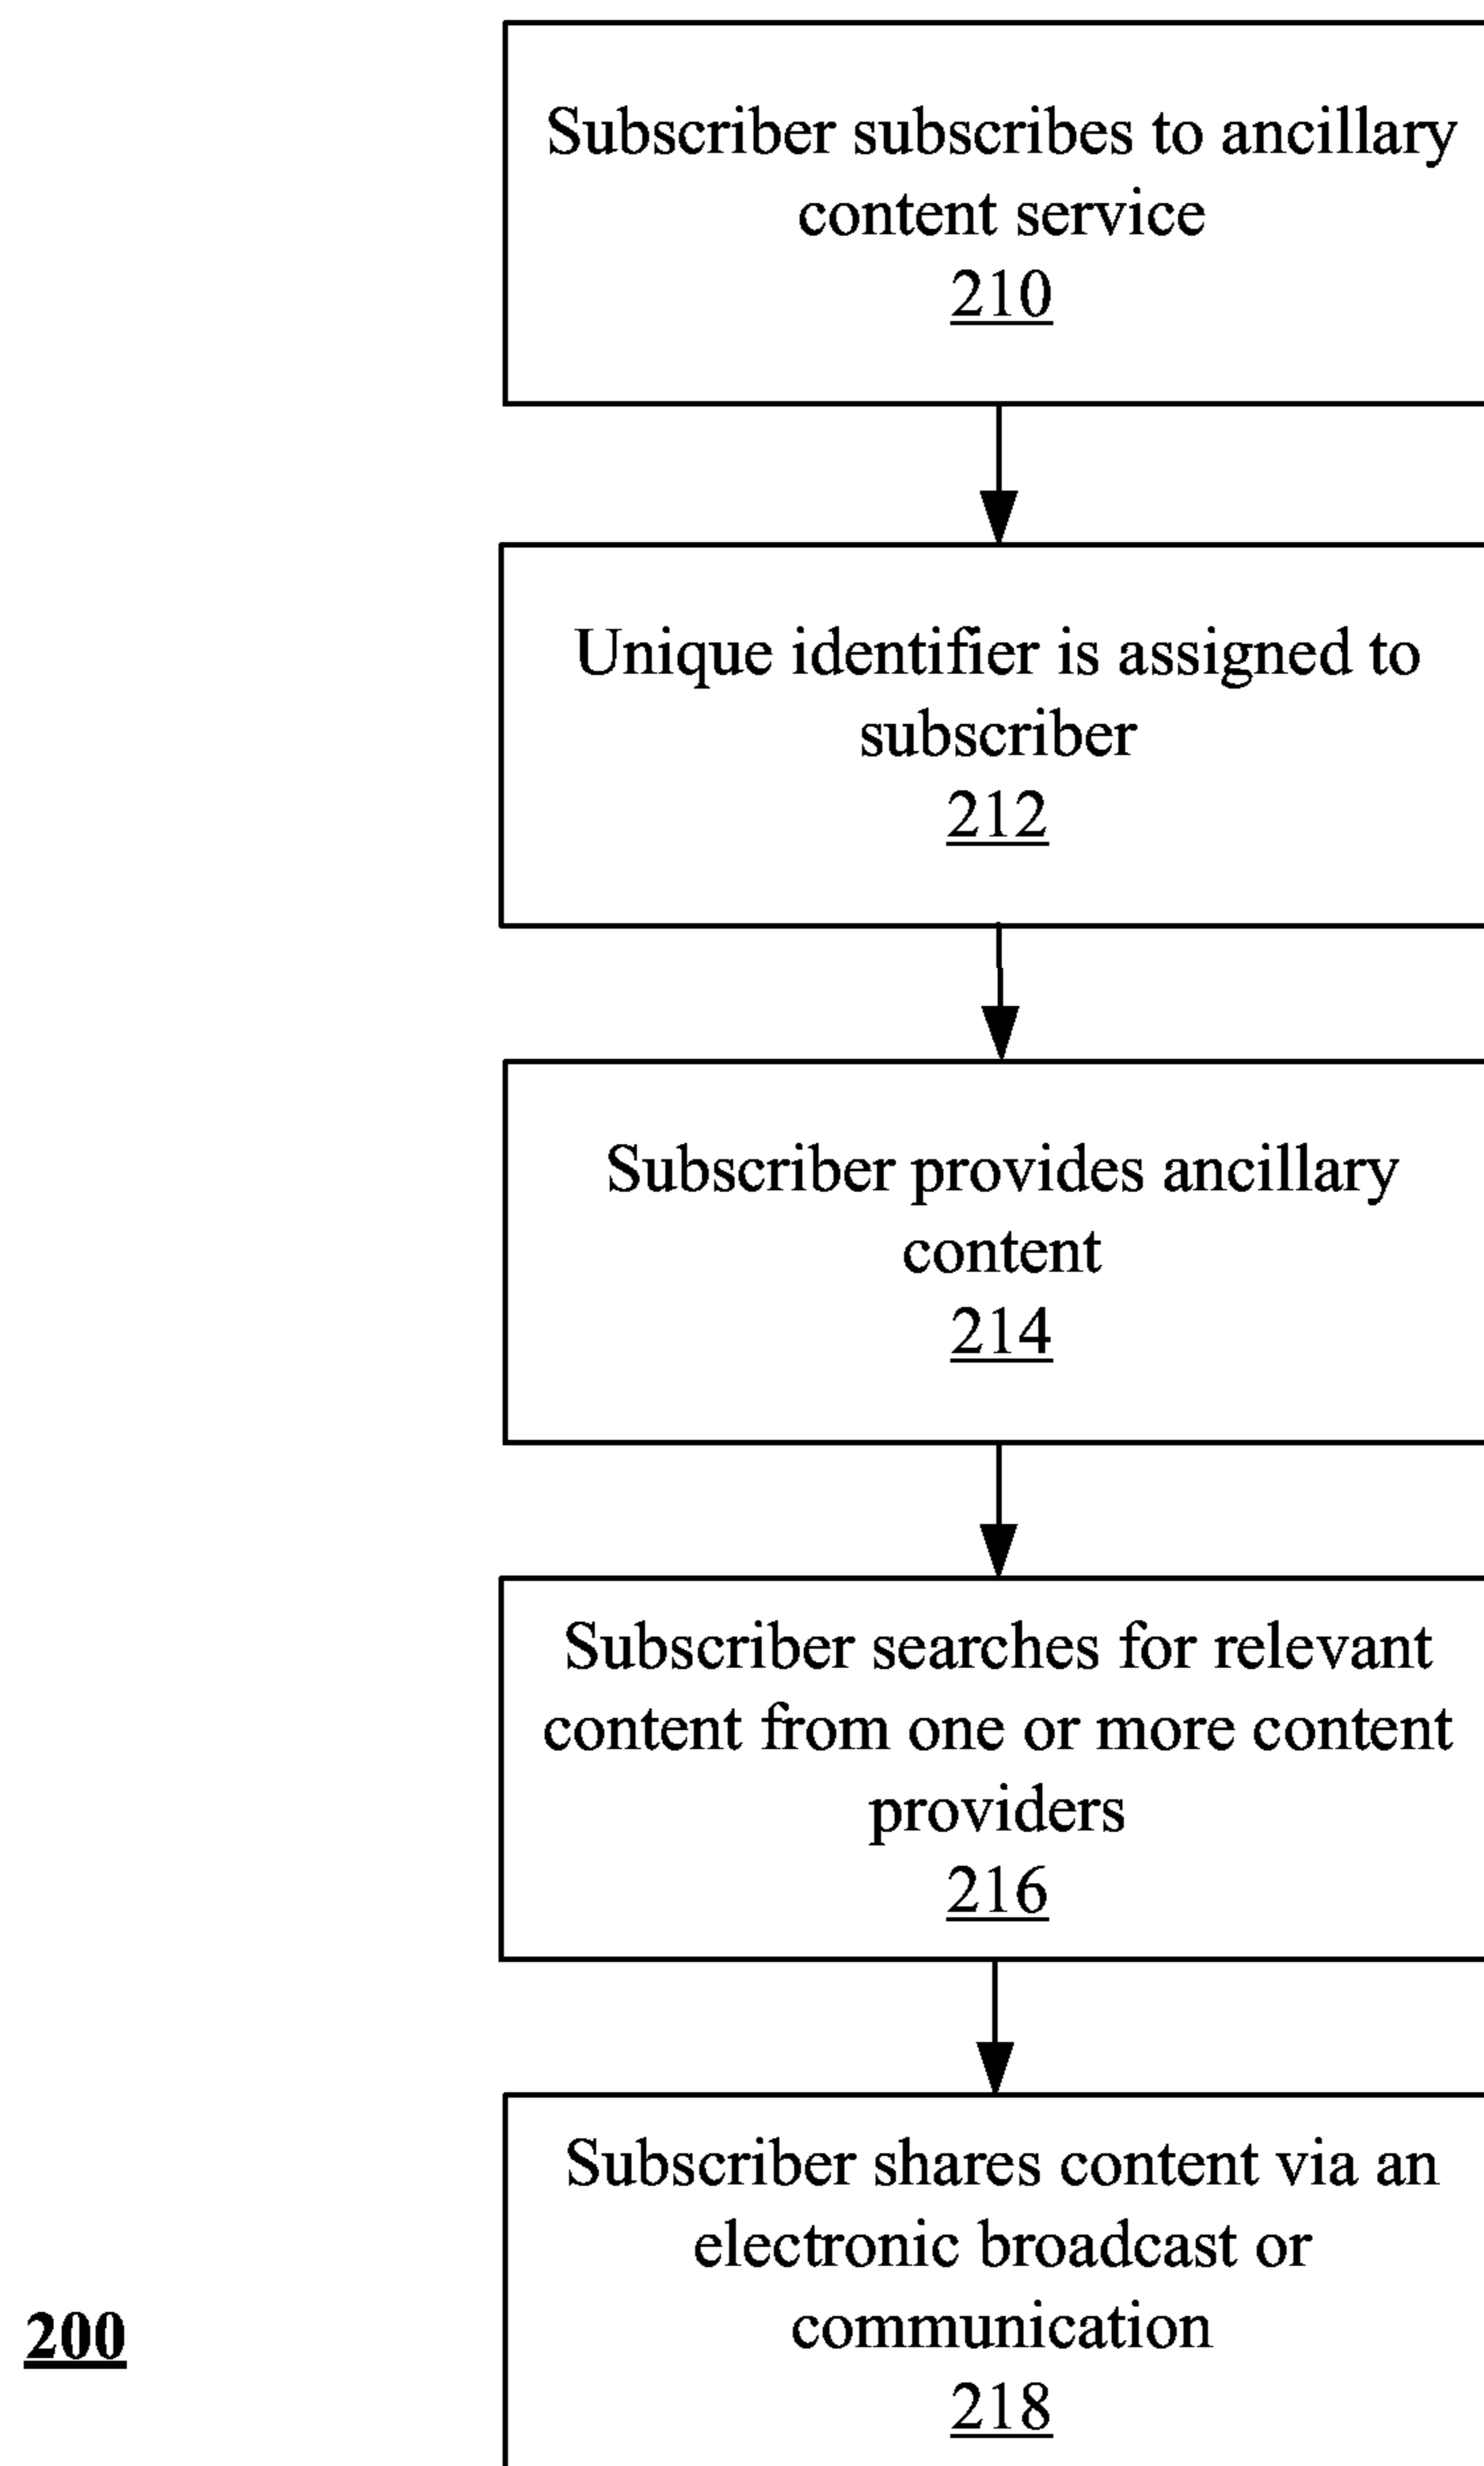 Subscriber subscribes to ancillary
content service
210
Unique identifier is assigned to
subscriber
212
Subscriber provides ancillary
content
214
Subscriber searches for relevant
content from one or more content
providers
216
Subscriber shares content via an
electronic broadcast or
communication
218
200